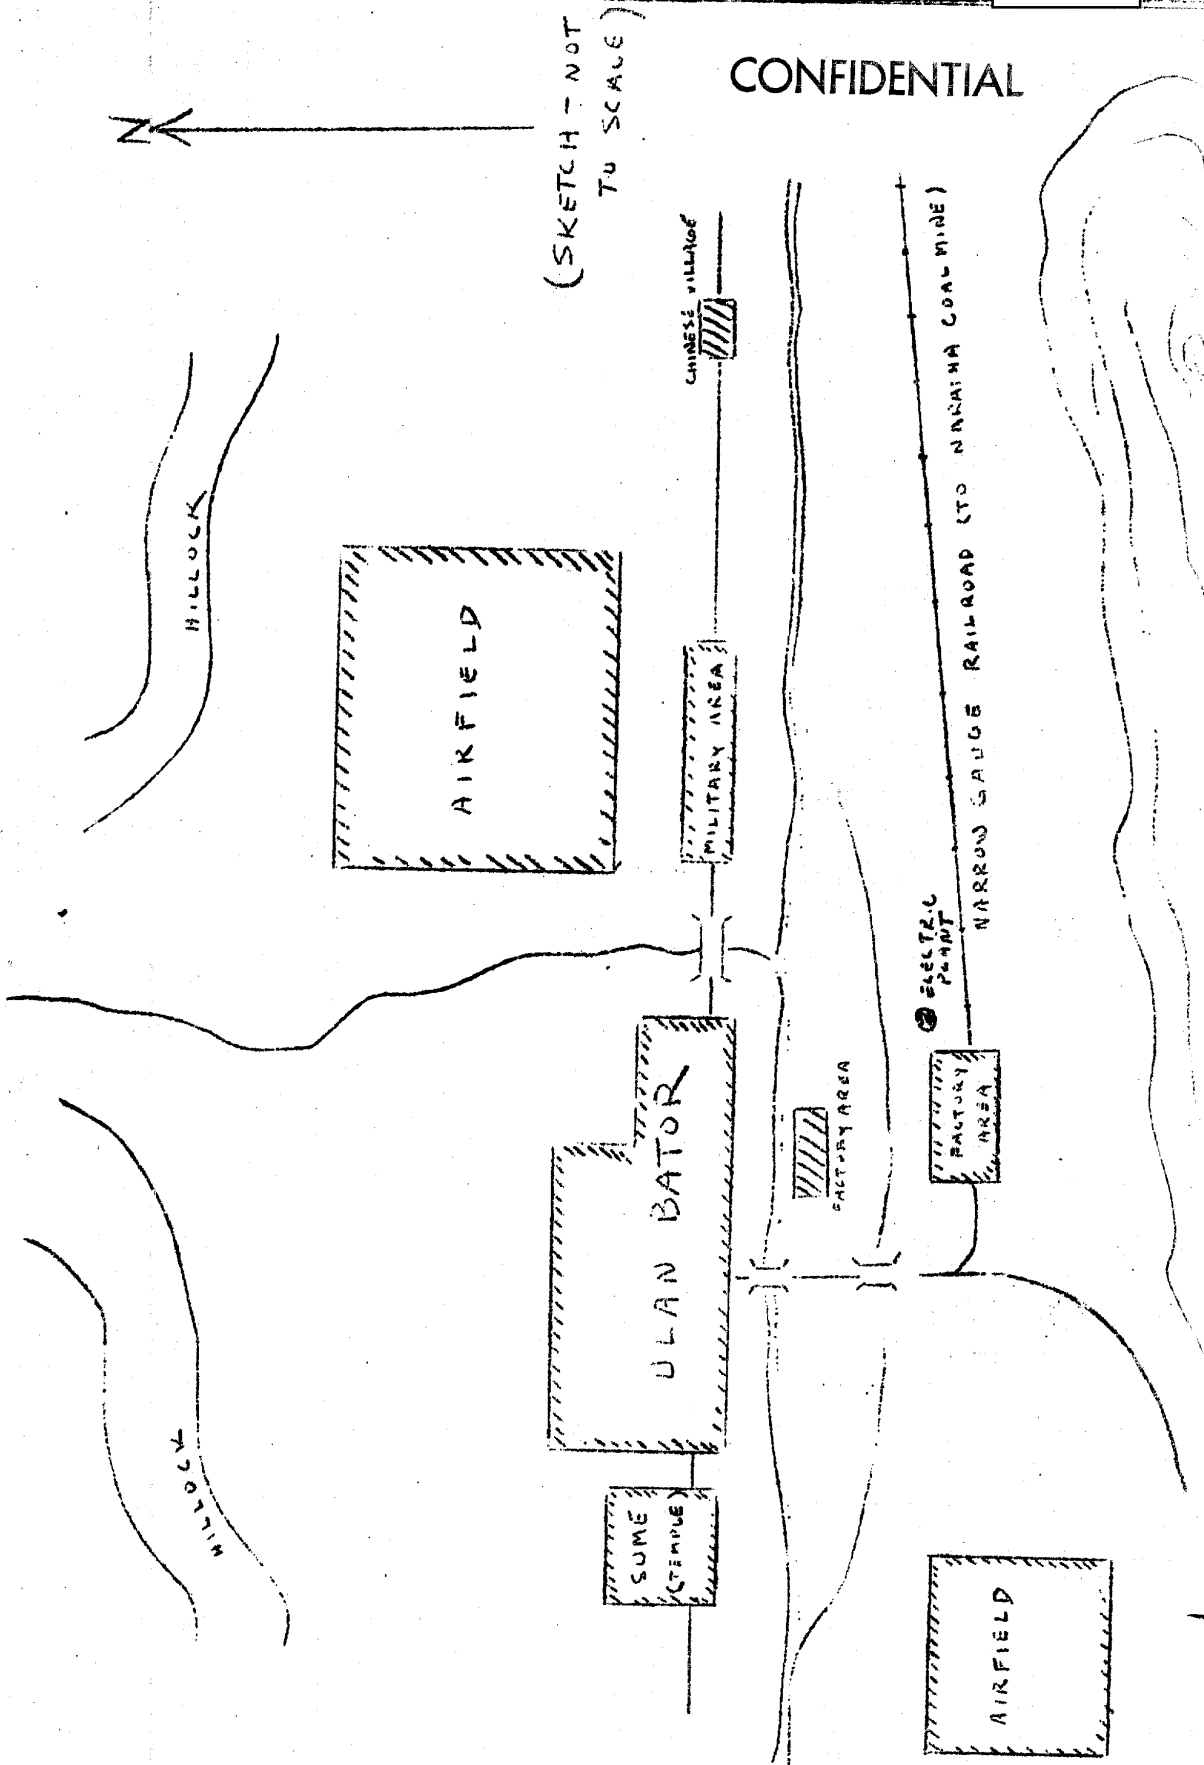 CONFIDENTIAL
N
(SKETCH - NOT
TO SCALE)
HILLOCK
AIRFIELD
CHINESE VILLAGE
MILITARY AREA
NARROW GAUGE RAILROAD (TO NARAIHA COAL MINE)
ELECTRIC
PLANT
FACTORY
AREA
FACTORY AREA
ULAN BATOR
HILLOCK
SUME
(TEMPLE)
AIRFIELD